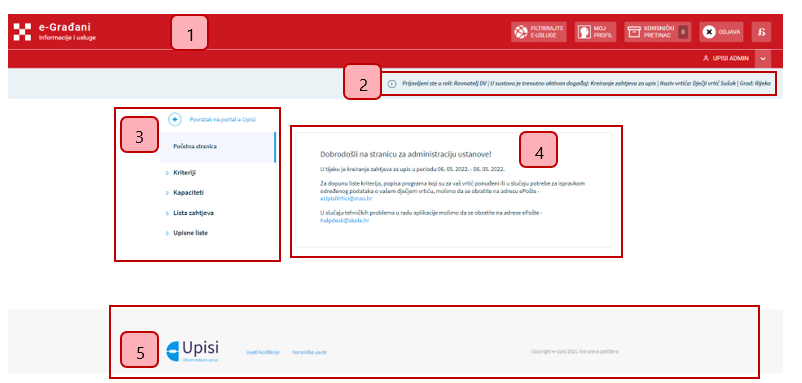 e-Građani
Informacije i usluge
1
FILTRIRAJTE
E-USLUGE
MOJ
PROFIL
KORISNIČKI
PRETINAC
0
ODJAVA
UPISI ADMIN
2
Prijavljeni ste u roli: Ravnatelj DV | U sustavu je trenutno aktivan događaj: Kreiranje zahtjeva za upis | Naziv vrtića: Dječji vrtić Sušak | Grad: Rijeka
3
Povratak na portal e-Upisi
Početna stranica
Kriteriji
Kapaciteti
Lista zahtjeva
Upisne liste
4
Dobrodošli na stranicu za administraciju ustanove!
U tijeku je kreiranje zahtjeva za upis u periodu 06. 05. 2022. - 06. 05. 2022.
Za dopunu liste kriterija, popisa programa koji su za vaš vrtić ponuđeni ili u slučaju potrebe za ispravkom
određenog podataka o vašem dječjem vrtiću, molimo da se obratite na adresu ePošte -
eUpisiVrtici@mzo.hr
U slučaju tehničkih problema u radu aplikacije molimo da se obratite na adrese ePošte -
helpdesk@skole.hr
5
Upisi
Uvjeti korištenja
Korisničke upute
Copyright e-Upisi 2021. Sva prava zadržana